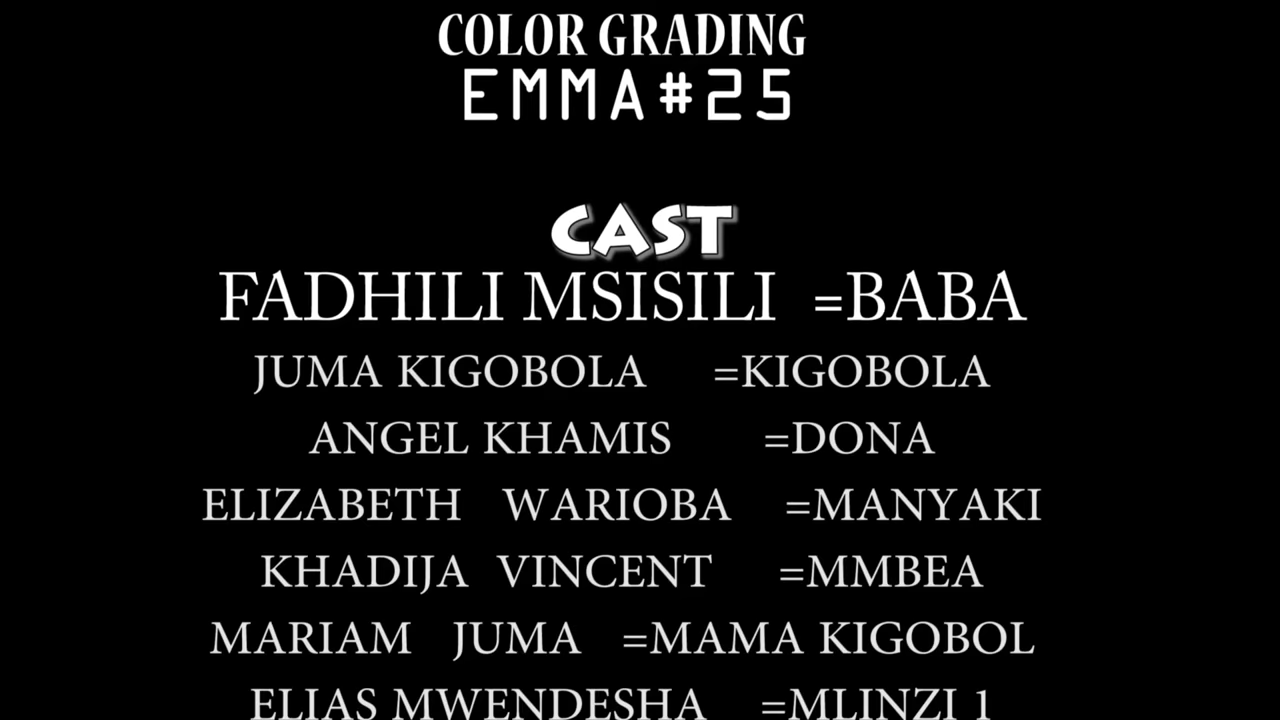 COLOR GRADING
EMMA#25
CAST
FADHILI MSISILI =BABA
JUMA KIGOBOLA =KIGOBOLA
ANGEL KHAMIS =DONA
ELIZABETH WARIOBA =MANYAKI
KHADIJA VINCENT =MMBEA
MARIAM JUMA =MAMA KIGOBOL
ELIAS MWENDESHA =MLINZI 1